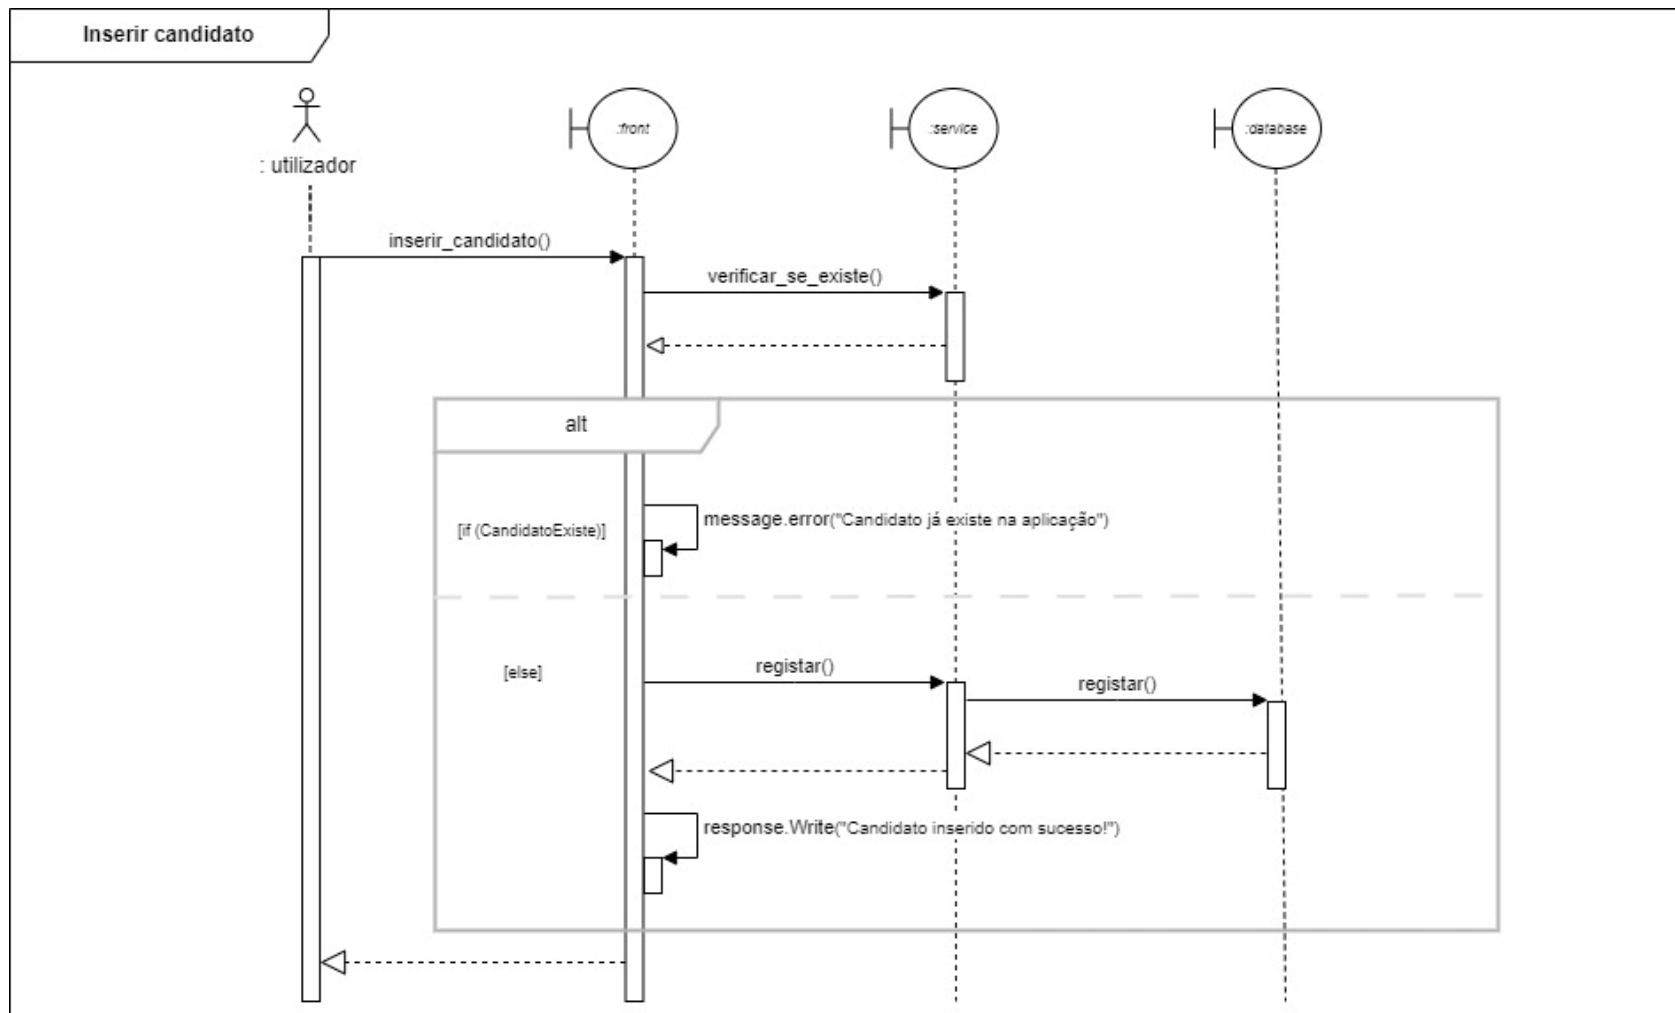 Inserir candidato
: utilizador
:front
:service
:database
inserir_candidato()
verificar_se_existe()
alt
[if (CandidatoExiste)]
message.error("Candidato já existe na aplicação")
[else]
registar()
registar()
response.Write("Candidato inserido com sucesso!")